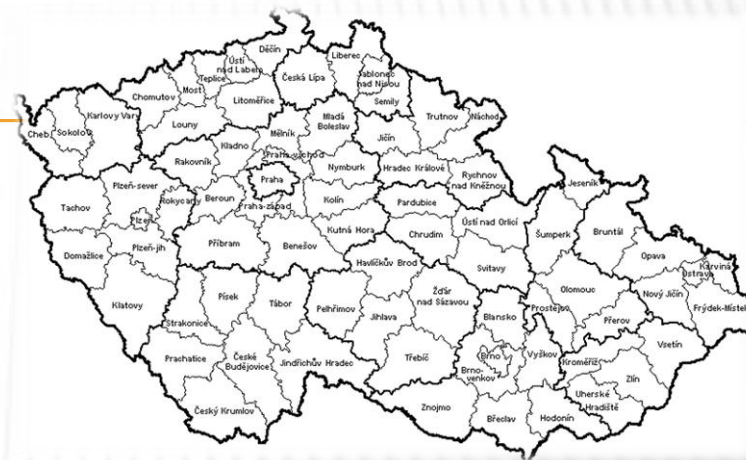 Děčín
Liberec
Ústí
nad Labem
Teplice
Česká Lípa
Jablonec
nad Nisou
Semily
Most
Chomutov
Litoměřice
Louny
Karlovy Vary
Sokolov
Cheb
Mělník
Mladá
Boleslav
Jičín
Trutnov
Náchod
Kladno
Rakovník
Praha-východ
Praha
Nymburk
Hradec Králové
Rychnov
nad Kněžnou
Jeseník
Plzeň-sever
Tachov
Rokycany
Beroun
Praha-západ
Kolín
Pardubice
Plzeň
Kutná Hora
Chrudim
Ústí nad Orlicí
Šumperk
Bruntál
Opava
Karviná
Ostrava
Domažlice
Plzeň-jih
Příbram
Benešov
Havlíčkův Brod
Svitavy
Olomouc
Nový Jičín
Frýdek-Místek
Klatovy
Písek
Tábor
Pelhřimov
Žďár
nad Sázavou
Jihlava
Blansko
Prostějov
Přerov
Vsetín
Strakonice
Prachatice
České
Budějovice
Jindřichův Hradec
Třebíč
Brno
Brno-
venkov
Vyškov
Kroměříž
Zlín
Uherské
Hradiště
Český Krumlov
Znojmo
Břeclav
Hodonín